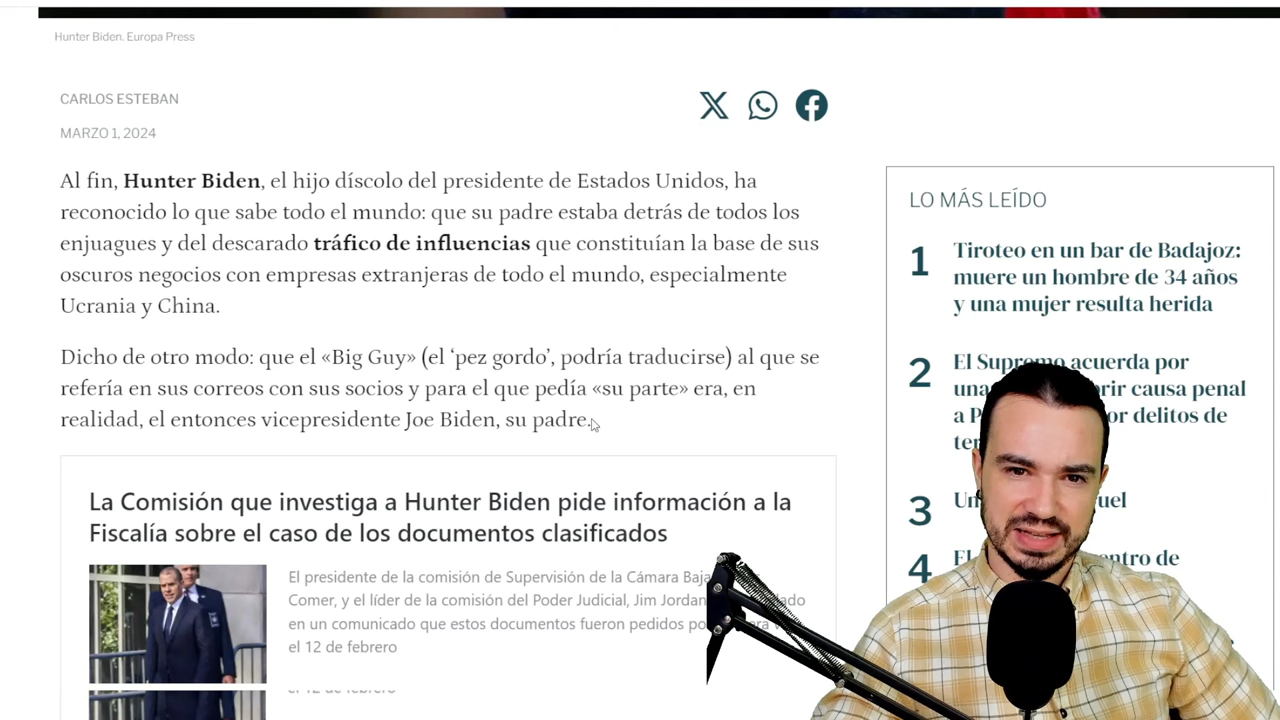 Hunter Biden. Europa Press
CARLOS ESTEBAN
MARZO 1, 2024
Al fin, Hunter Biden, el hijo díscolo del presidente de Estados Unidos, ha
reconocido lo que sabe todo el mundo: que su padre estaba detrás de todos los
enjuagues y del descarado tráfico de influencias que constituían la base de sus
oscuros negocios con empresas extranjeras de todo el mundo, especialmente
Ucrania y China.
Dicho de otro modo: que el «Big Guy» (el ‘pez gordo’, podría traducirse) al que se
refería en sus correos con sus socios y para el que pedía «su parte» era, en
realidad, el entonces vicepresidente Joe Biden, su padre.
La Comisión que investiga a Hunter Biden pide información a la
Fiscalía sobre el caso de los documentos clasificados
El presidente de la comisión de Supervisión de la Cámara
Comer, y el líder de la comisión del Poder Judicial, Jim Jordan
en un comunicado que estos documentos fueron pedidos
el 12 de febrero
el 12 de febrero
LO MÁS LEÍDO
1 Tiroteo en un bar de Badajoz:
muere un hombre de 34 años
y una mujer resulta herida
2 El Supremo acuerda por
causa penal
a delitos de
3
4 El